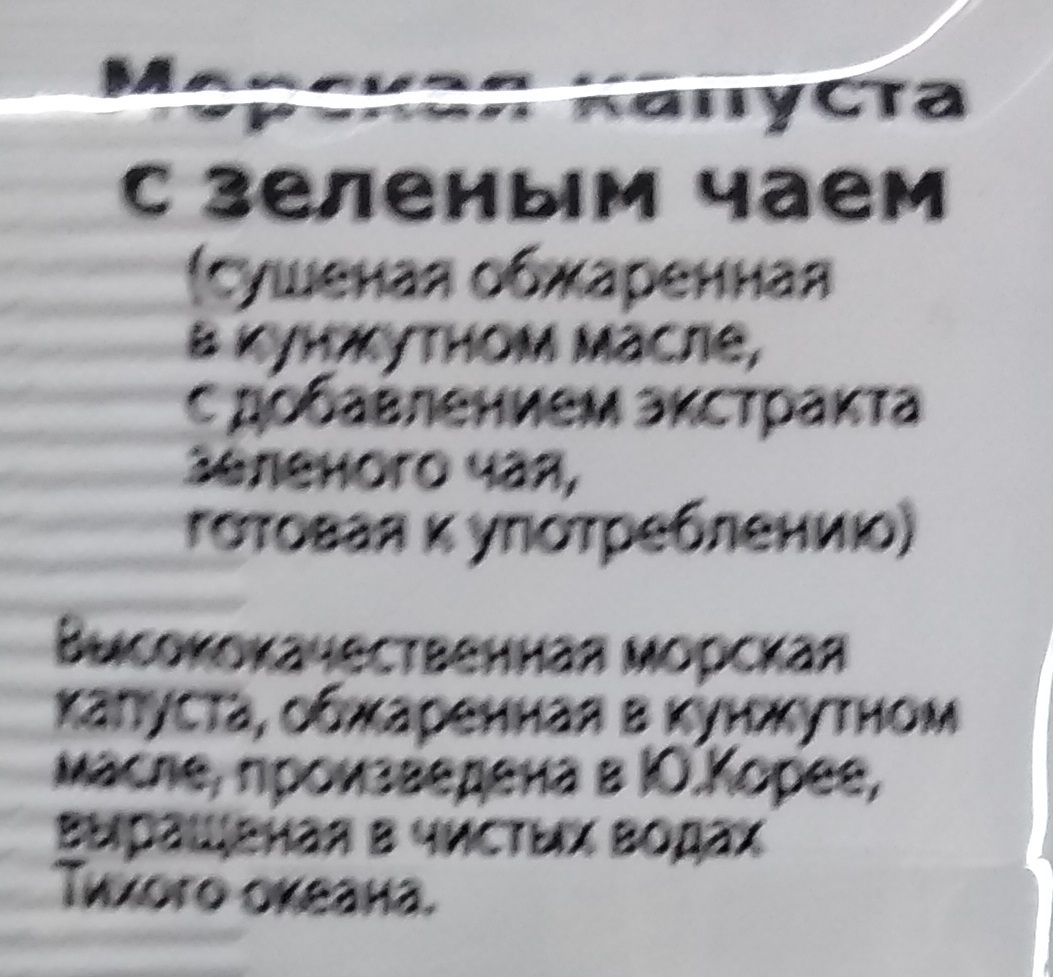 Морская капуста
с зеленым чаем
(сушеная обжаренная
в кунжутном масле,
с добавлением экстракта
зеленого чая,
готовая к употреблению)
Высококачественная морская
капуста, обжаренная в кунжутном
масле, произведена в Ю.Корее,
выращеная в чистых водах
Тихого океана.